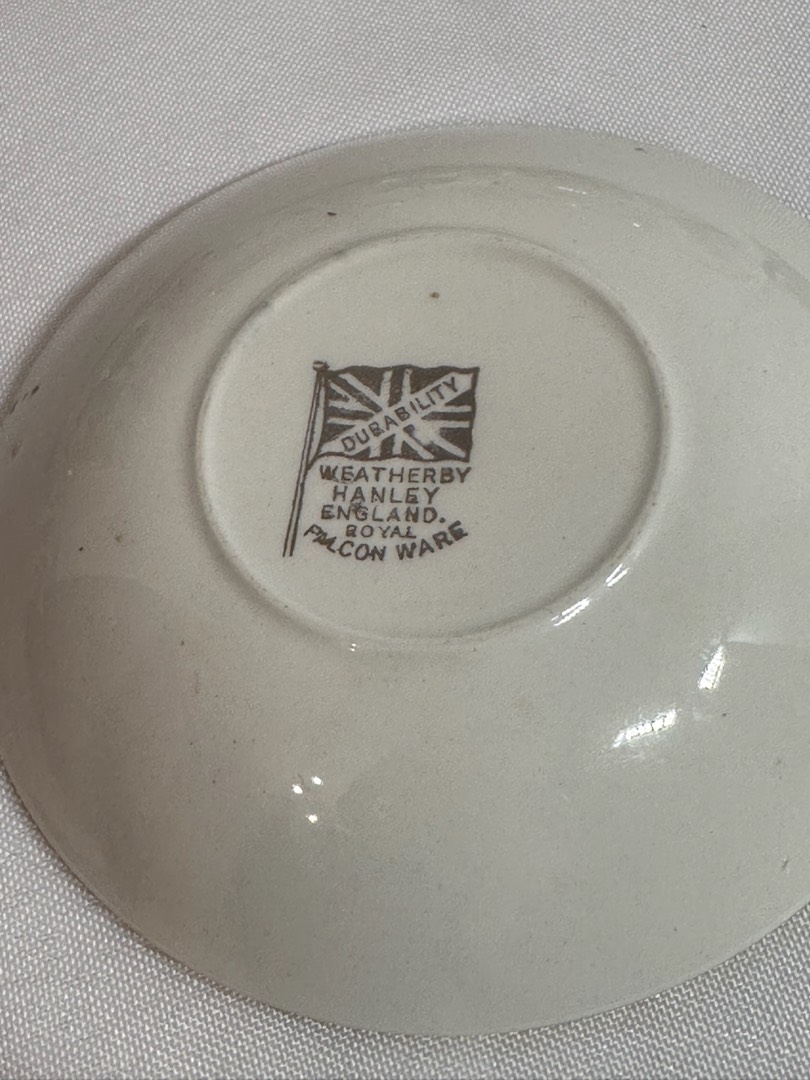 DURABILITY
WEATHERBY
HANLEY
ENGLAND.
ROYAL
FALCON WARE